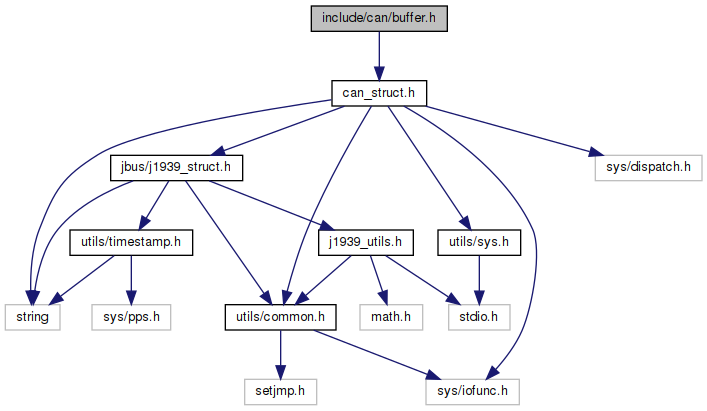 include/can/buffer.h
can_struct.h
jbus/j1939_struct.h
sys/dispatch.h
utils/timestamp.h
j1939_utils.h
utils/sys.h
string
sys/pps.h
utils/common.h
math.h
stdio.h
setjmp.h
sys/iofunc.h